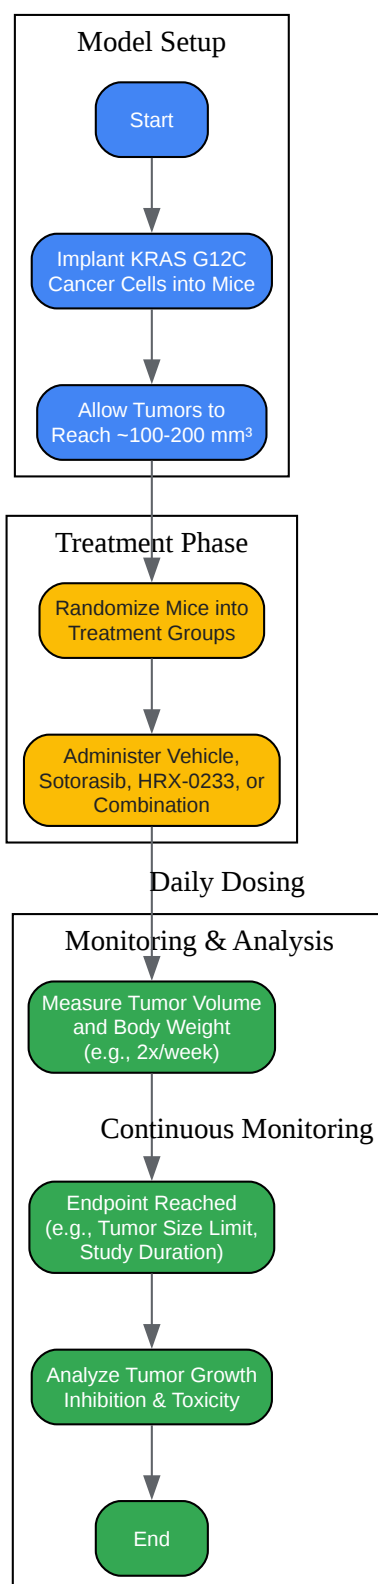 Model Setup
Start
Implant KRAS G12C
Cancer Cells into Mice
Allow Tumors to
Reach ~100-200 mm³
Treatment Phase
Randomize Mice into
Treatment Groups
Administer Vehicle,
Sotorasib, HRX-0233, or
Combination
Daily Dosing
Monitoring & Analysis
Measure Tumor Volume
and Body Weight
(e.g., 2x/week)
Continuous Monitoring
Endpoint Reached
(e.g., Tumor Size Limit,
Study Duration)
Analyze Tumor Growth
Inhibition & Toxicity
End